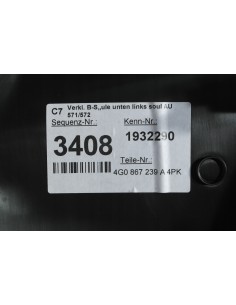 C7 Verkl. B-S,,ule unten links soul AU
571/572
Sequenz-Nr.: Kenn-Nr.:
3408 1932290
Teile-Nr.:
4G0 867 239 A 4PK